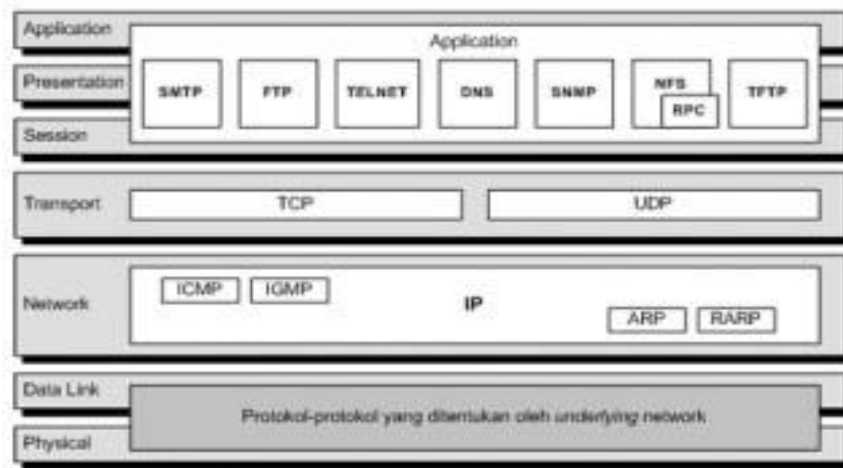 Application
Application
Presentation
SMTP
FTP
TELNET
DNS
SNMP
NFS
RPC
TFTP
Session
Transport
TCP
UDP
Network
ICMP
IGMP
IP
ARP
RARP
Data Link
Protokol-protokol yang ditentukan oleh underlying network
Physical